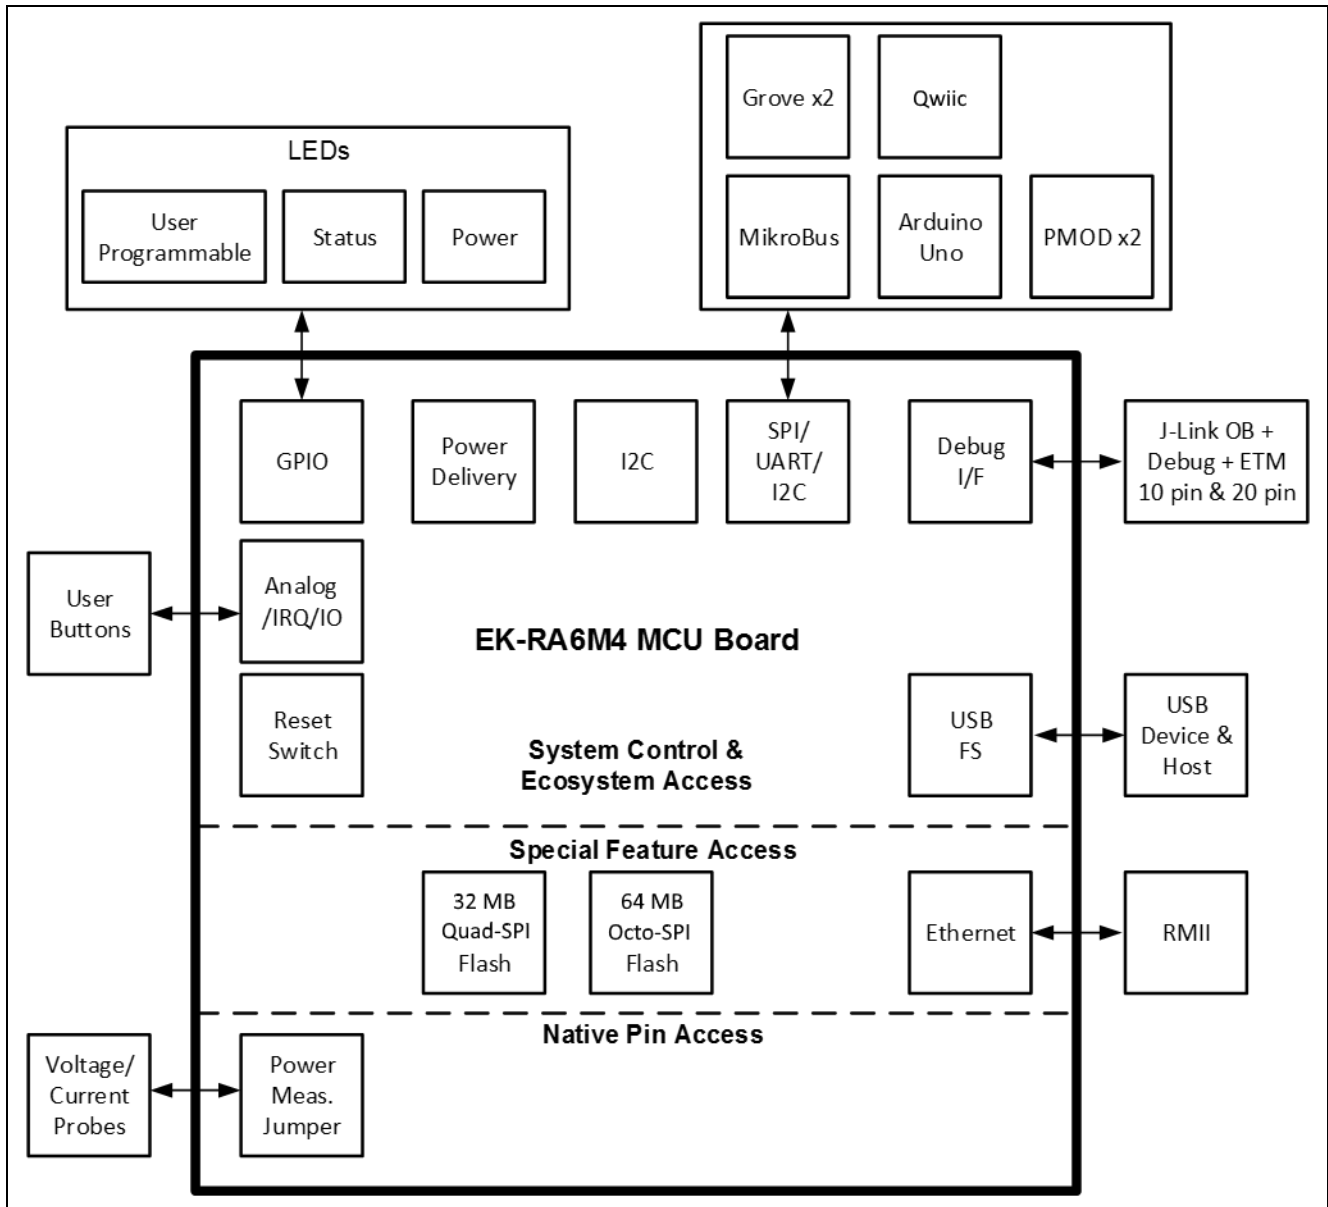 Grove x2
Qwiic
LEDs
User
Programmable
Status
Power
MikroBus
Arduino
Uno
PMOD x2
GPIO
Power
Delivery
I2C
SPI/
UART/
I2C
Debug
I/F
J-Link OB +
Debug + ETM
10 pin & 20 pin
User
Buttons
Analog
/IRQ/IO
EK-RA6M4 MCU Board
Reset
Switch
System Control &
Ecosystem Access
USB
FS
USB
Device &
Host
Special Feature Access
32 MB
Quad-SPI
Flash
64 MB
Octo-SPI
Flash
Ethernet
RMII
Native Pin Access
Voltage/
Current
Probes
Power
Meas.
Jumper